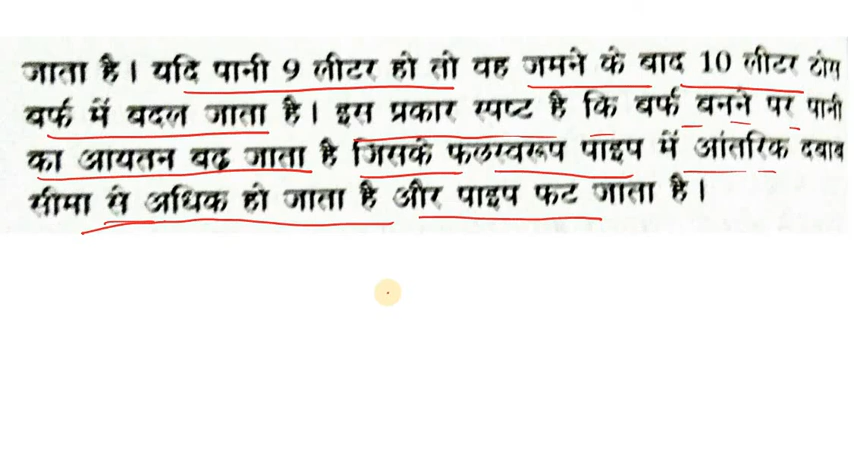 जाता है। यदि पानी 9 लीटर हो तो वह जमने के बाद 10 लीटर ठोस
बर्फ में बदल जाता है। इस प्रकार स्पष्ट है कि बर्फ बनने पर पानी
का आयतन बढ़ जाता है जिसके फलस्वरूप पाइप में आंतरिक दबाब
सीमा से अधिक हो जाता है और पाइप फट जाता है।